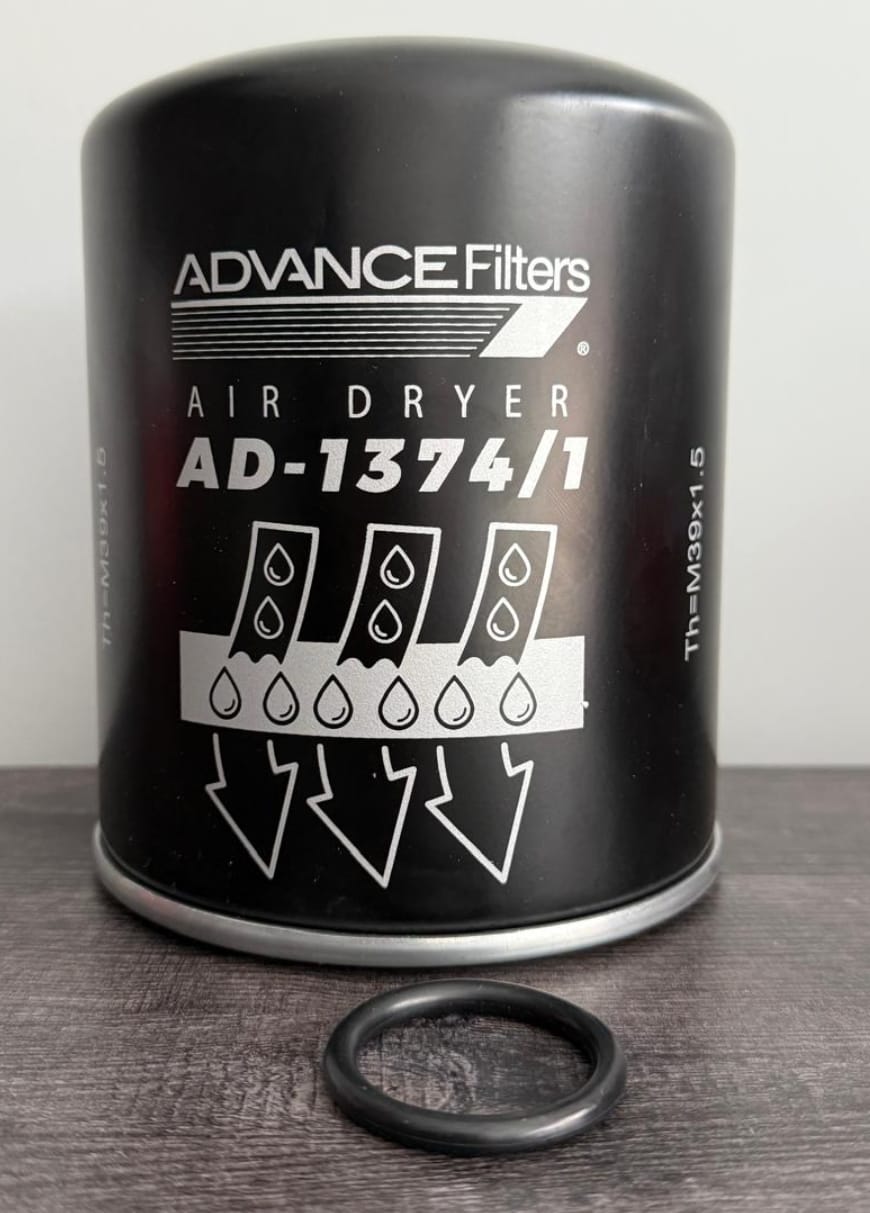 ADVANCE Filters
®
AIR DRYER
AD-1374/1
Th=M39x1.5
Th=M39x1.5